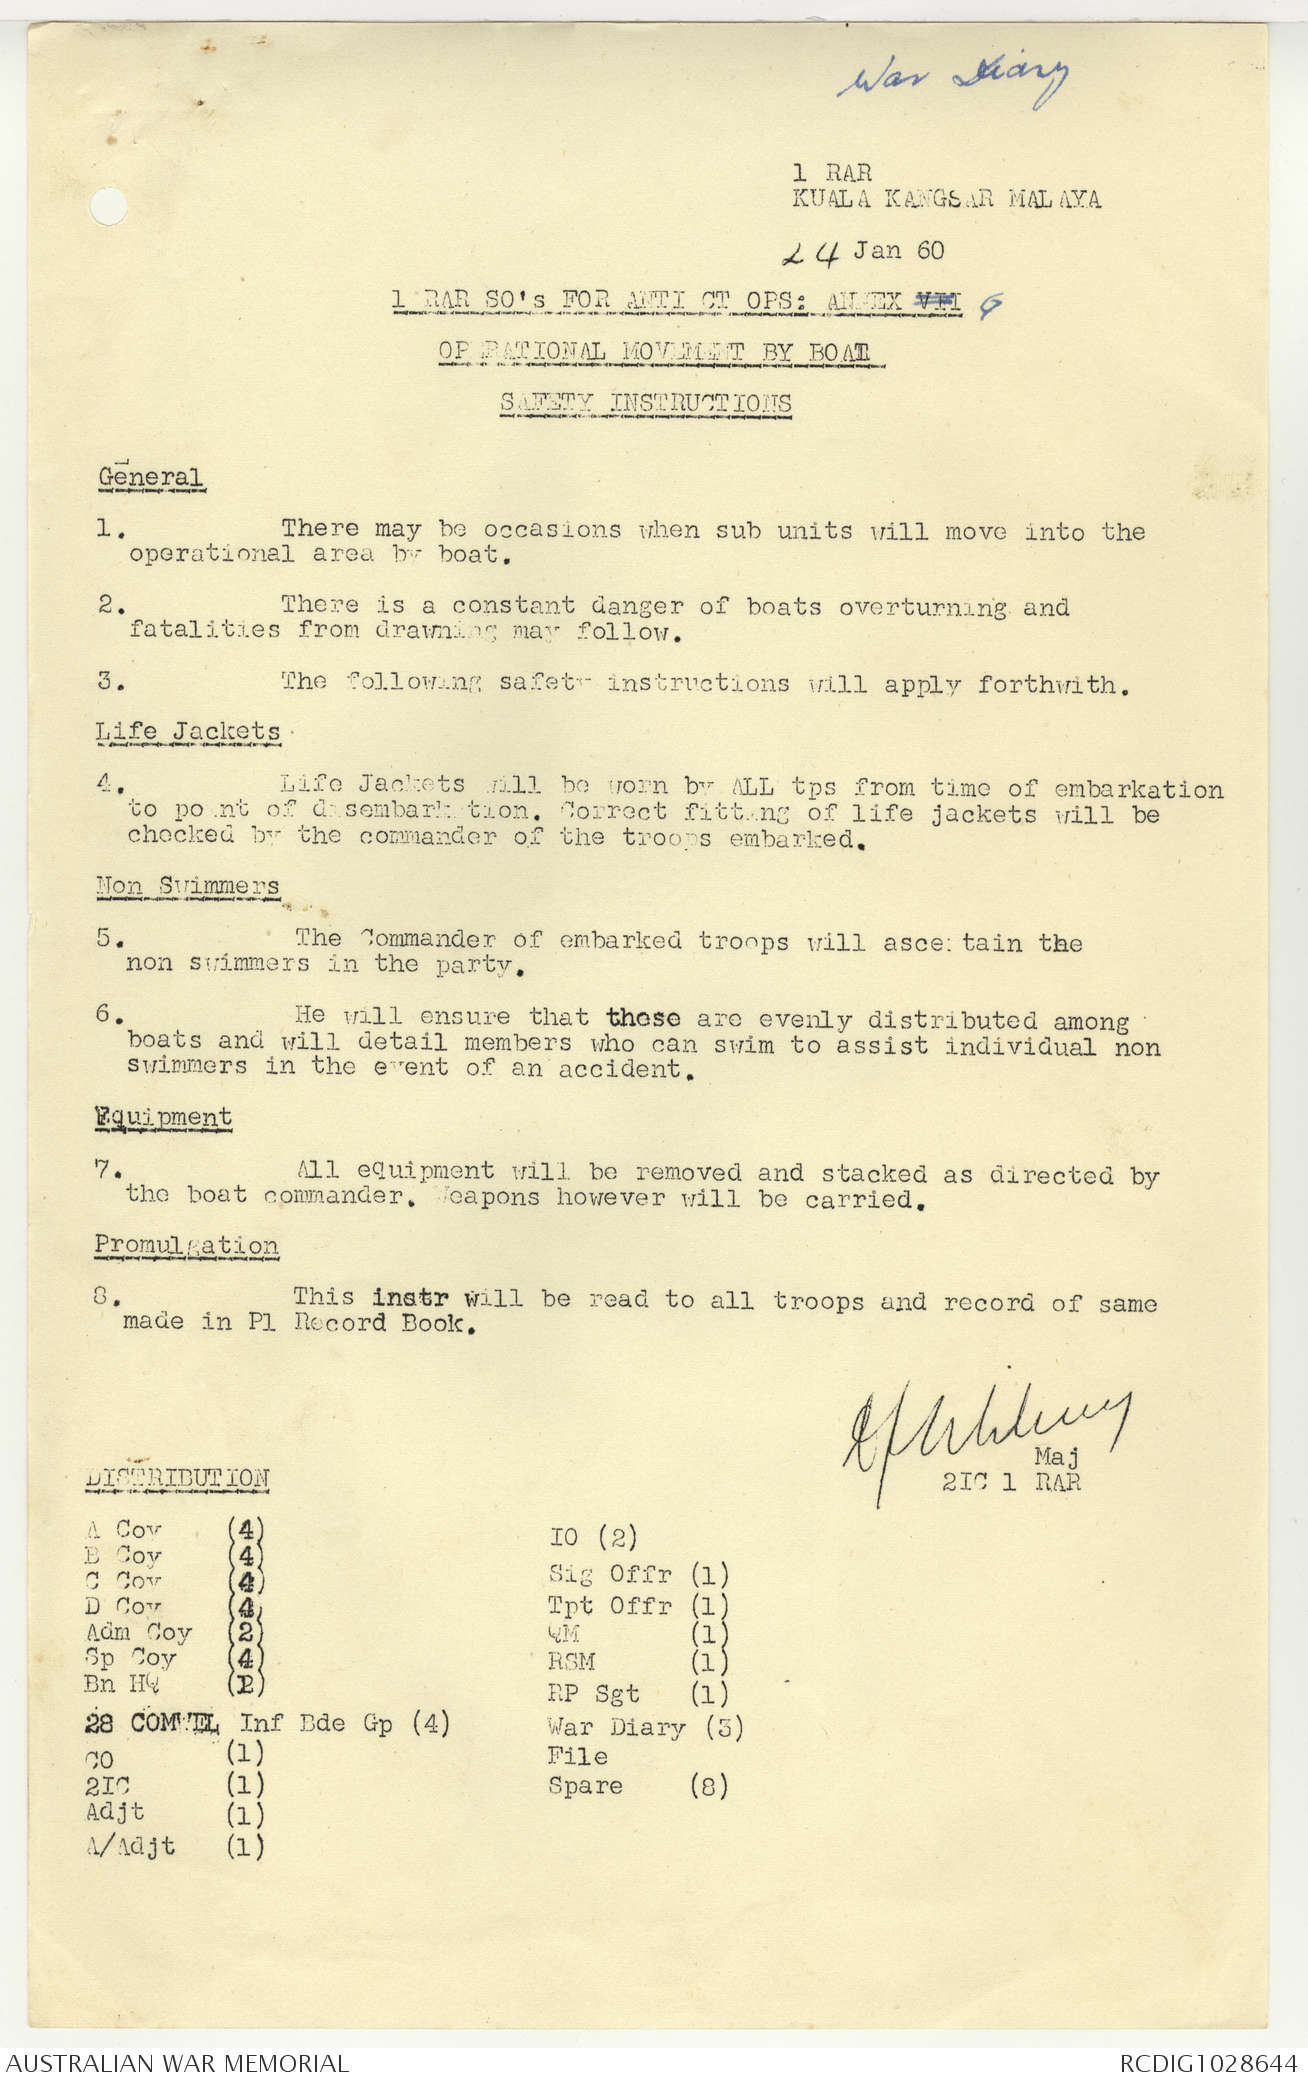 War Diary
1 RAR
KUALA KANGSAR MALAYA
24 Jan 60
1 RAR SO's FOR ANTI CT OPS: ANNEX VIII G
OPERATIONAL MOVEMENT BY BOAT
SAFETY INSTRUCTIONS
General
1. There may be occasions when sub units will move into the
operational area by boat.
2. There is a constant danger of boats overturning and
fatalities from drawning may follow.
3. The following safety instructions will apply forthwith.
Life Jackets
4. Life Jackets will be worn by ALL tps from time of embarkation
to point of disembarkation. Correct fitting of life jackets will be
checked by the commander of the troops embarked.
Non Swimmers
5. The Commander of embarked troops will ascertain the
non swimmers in the party.
6. He will ensure that these are evenly distributed among
boats and will detail members who can swim to assist individual non
swimmers in the event of an accident.
Equipment
7. All equipment will be removed and stacked as directed by
the boat commander. Weapons however will be carried.
Promulgation
8. This instr will be read to all troops and record of same
made in Pl Record Book.
Maj
2IC 1 RAR
DISTRIBUTION
A Coy (4)
B Coy (4)
C Coy (4)
D Coy (4)
Adm Coy (2)
Sp Coy (4)
Bn HQ
28 COMWEL Inf Bde Gp (4)
CO (1)
2IC (1)
Adjt (1)
A/Adjt (1)
IO (2)
Sig Offr (1)
Tpt Offr (1)
QM (1)
RSM (1)
RP Sgt (1)
War Diary (3)
File
Spare (8)
AUSTRALIAN WAR MEMORIAL
RCDIG1028644